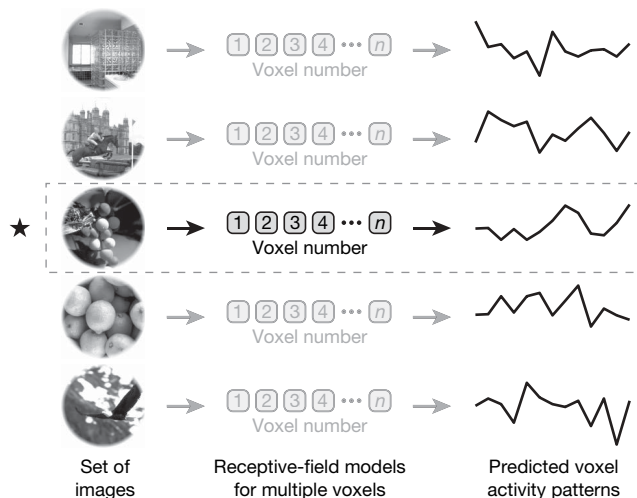 1 2 3 4 ••• n
Voxel number
1 2 3 4 ••• n
Voxel number
★
1 2 3 4 ••• n
Voxel number
1 2 3 4 ••• n
Voxel number
1 2 3 4 ••• n
Voxel number
Set of images
Receptive-field models for multiple voxels
Predicted voxel activity patterns